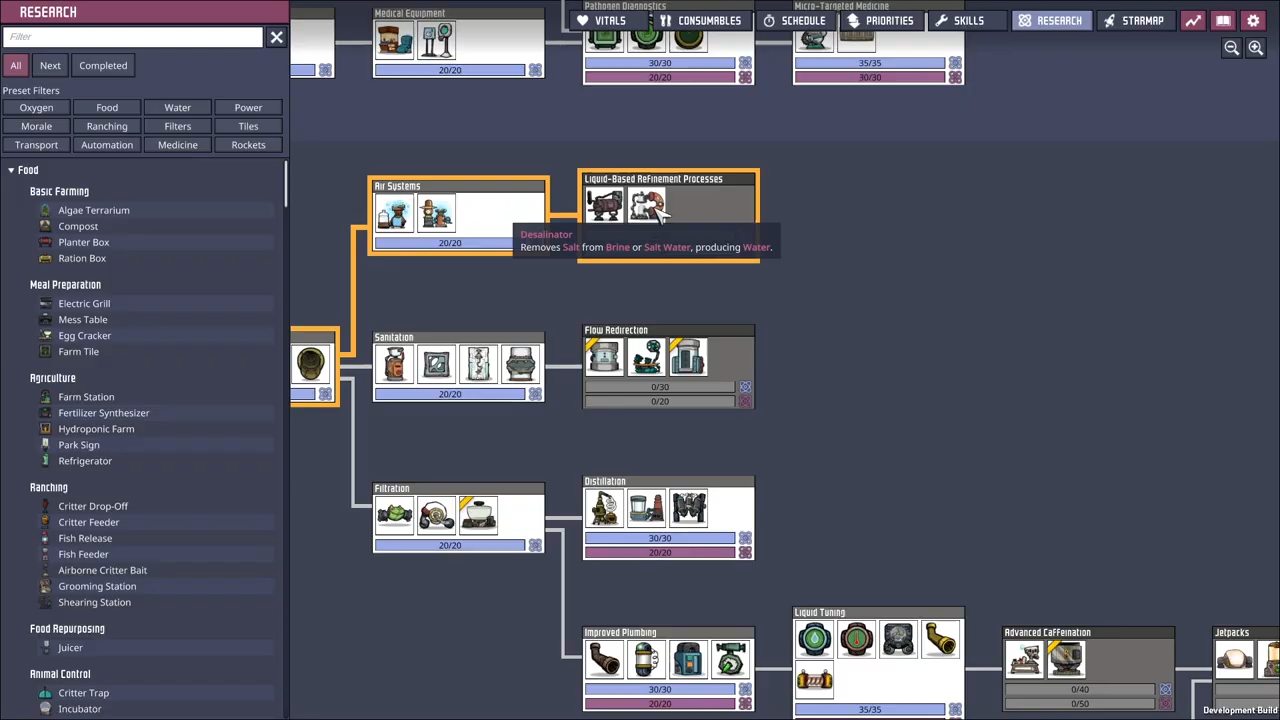 RESEARCH
Filter
All
Next
Completed
Preset Filters
Oxygen
Food
Water
Power
Morale
Ranching
Filters
Tiles
Transport
Automation
Medicine
Rockets
Food
Basic Farming
Algae Terrarium
Compost
Planter Box
Ration Box
Meal Preparation
Electric Grill
Mess Table
Egg Cracker
Farm Tile
Agriculture
Farm Station
Fertilizer Synthesizer
Hydroponic Farm
Park Sign
Refrigerator
Ranching
Critter Drop-Off
Critter Feeder
Fish Release
Fish Feeder
Airborne Critter Bait
Grooming Station
Shearing Station
Food Repurposing
Juicer
Animal Control
Critter Trap
Incubator
VITALS
CONSUMABLES
SCHEDULE
PRIORITIES
SKILLS
RESEARCH
STARMAP
Medical Equipment
20/20
Pathogen Diagnostics
30/30
20/20
Micro-Targeted Medicine
35/35
30/30
Air Systems
20/20
Liquid-Based Refinement Processes
Desalinator
Removes Salt from Brine or Salt Water, producing Water.
Sanitation
20/20
Flow Redirection
0/30
0/20
Filtration
20/20
Distillation
30/30
20/20
Improved Plumbing
30/30
20/20
Liquid Tuning
35/35
Advanced Caffeination
0/40
0/50
Jetpacks
Development Build